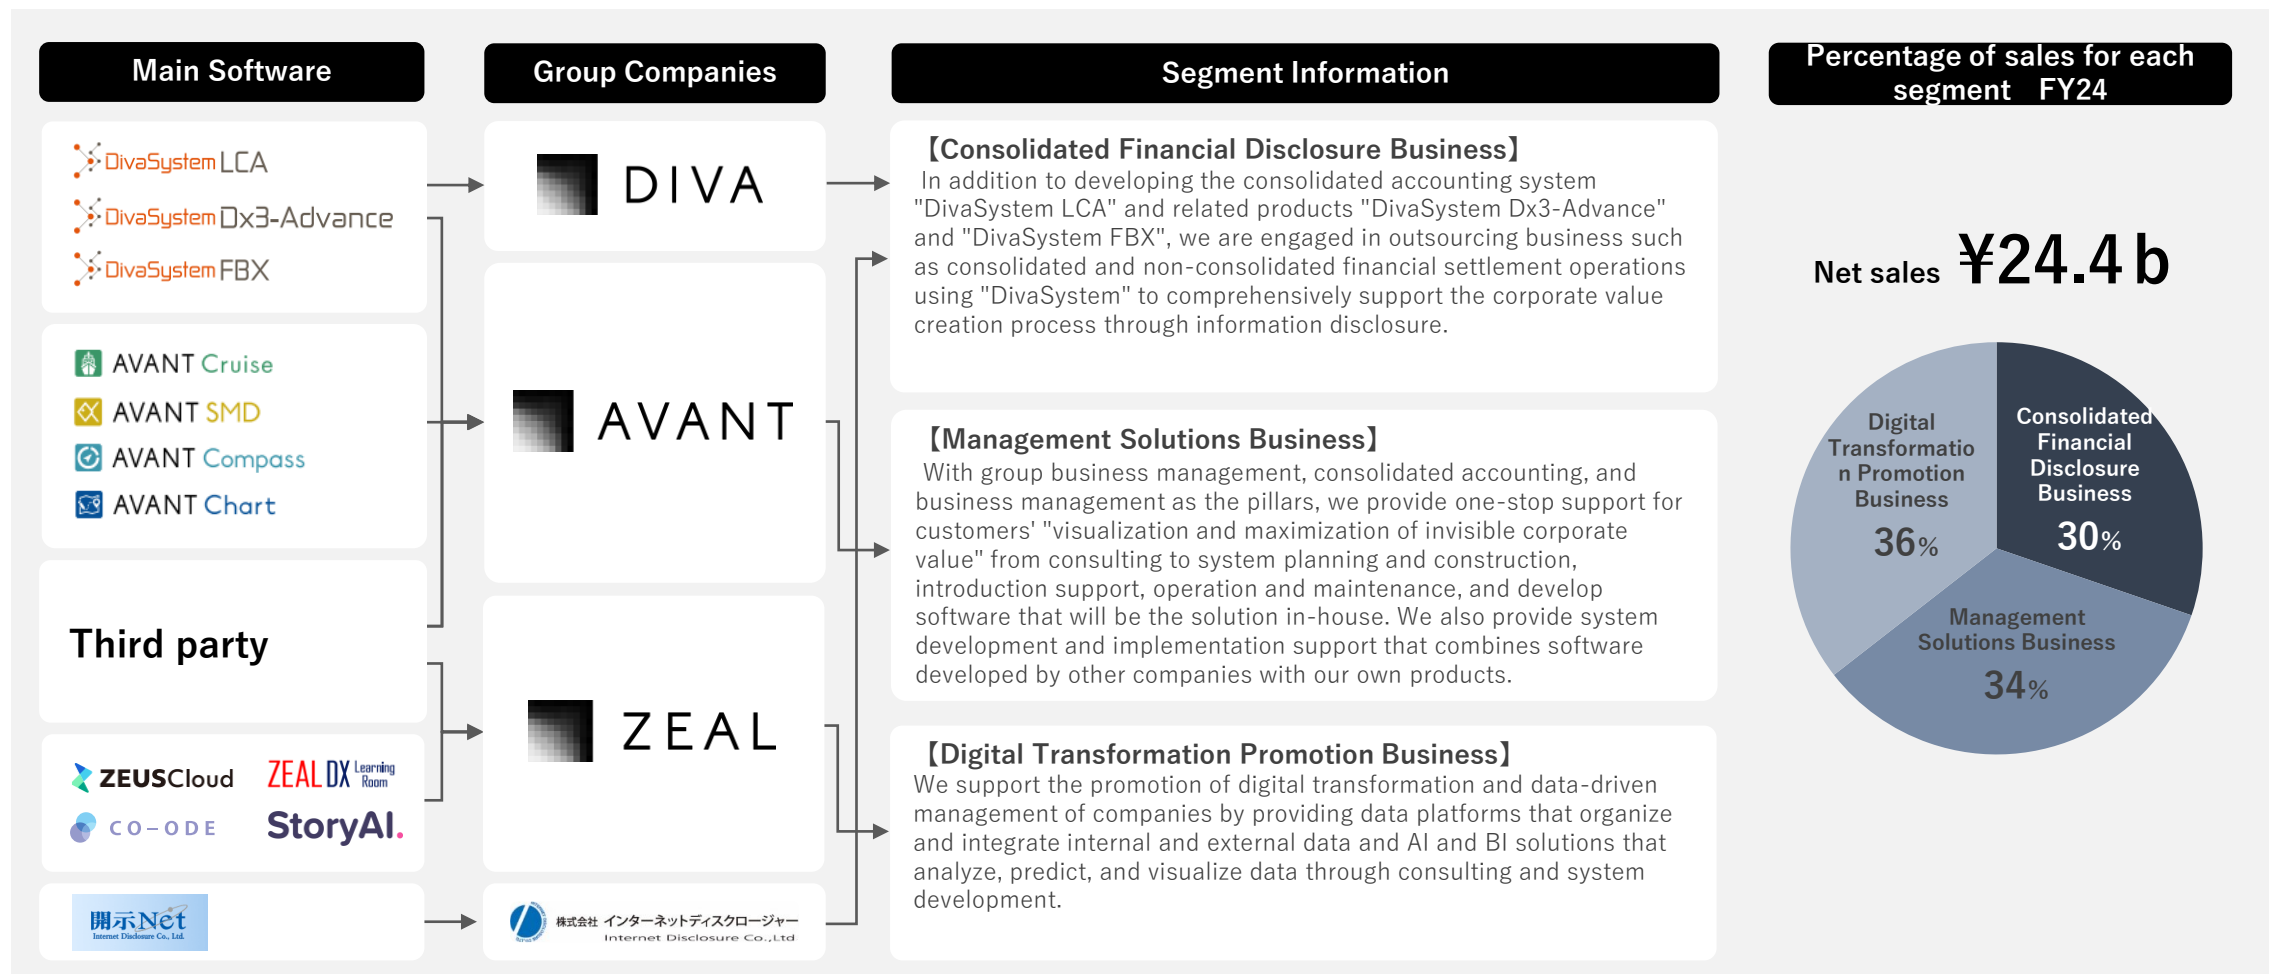 Main Software
DivaSystem LCA
DivaSystem Dx3-Advance
DivaSystem FBX
AVANT Cruise
AVANT SMD
AVANT Compass
AVANT Chart
Third party
ZEUSCloud
ZEAL DX Learning Room
CO-ODE
StoryAI.
開示Net
Internet Disclosure Co., Ltd.
Group Companies
DIVA
AVANT
ZEAL
株式会社 インターネットディスクロージャー
Internet Disclosure Co.,Ltd
Segment Information
【Consolidated Financial Disclosure Business】
In addition to developing the consolidated accounting system
"DivaSystem LCA" and related products "DivaSystem Dx3-Advance"
and "DivaSystem FBX", we are engaged in outsourcing business such
as consolidated and non-consolidated financial settlement operations
using "DivaSystem" to comprehensively support the corporate value
creation process through information disclosure.
【Management Solutions Business】
With group business management, consolidated accounting, and
business management as the pillars, we provide one-stop support for
customers' "visualization and maximization of invisible corporate
value" from consulting to system planning and construction,
introduction support, operation and maintenance, and develop
software that will be the solution in-house. We also provide system
development and implementation support that combines software
developed by other companies with our own products.
【Digital Transformation Promotion Business】
We support the promotion of digital transformation and data-driven
management of companies by providing data platforms that organize
and integrate internal and external data and AI and BI solutions that
analyze, predict, and visualize data through consulting and system
development.
Percentage of sales for each
segment FY24
Net sales ¥24.4 b
Digital
Transformatio
n Promotion
Business
36%
Consolidated
Financial
Disclosure
Business
30%
Management
Solutions Business
34%